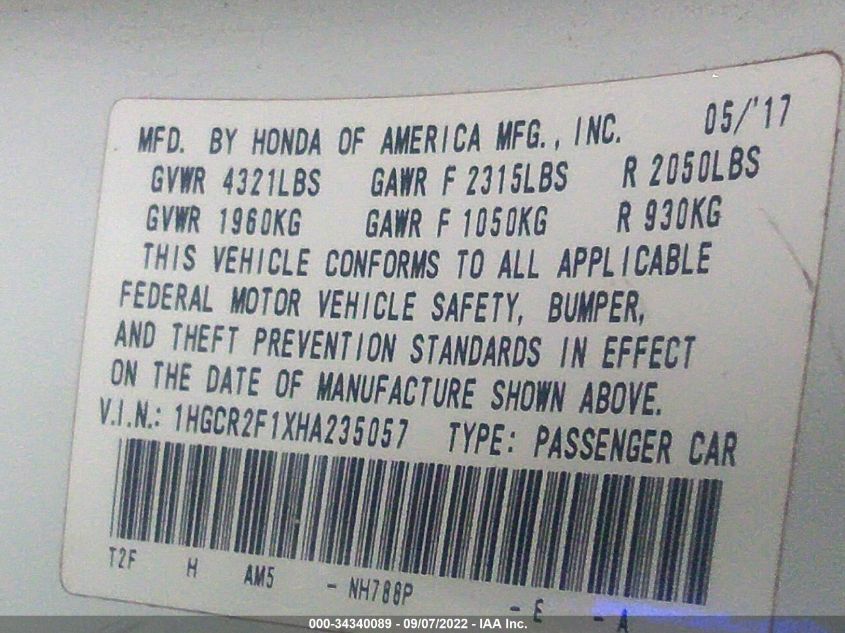 MFD. BY HONDA OF AMERICA MFG., INC. 05/'17
GVWR 4321LBS GAWR F 2315LBS R 2050LBS
GVWR 1960KG GAWR F 1050KG R 930KG
THIS VEHICLE CONFORMS TO ALL APPLICABLE
FEDERAL MOTOR VEHICLE SAFETY, BUMPER,
AND THEFT PREVENTION STANDARDS IN EFFECT
ON THE DATE OF MANUFACTURE SHOWN ABOVE.
V.I.N.: 1HGCR2F1XHA235057 TYPE: PASSENGER CAR
T2F H AM5 - NH788P - E - A
000-34340089 - 09/07/2022 - IAA Inc.